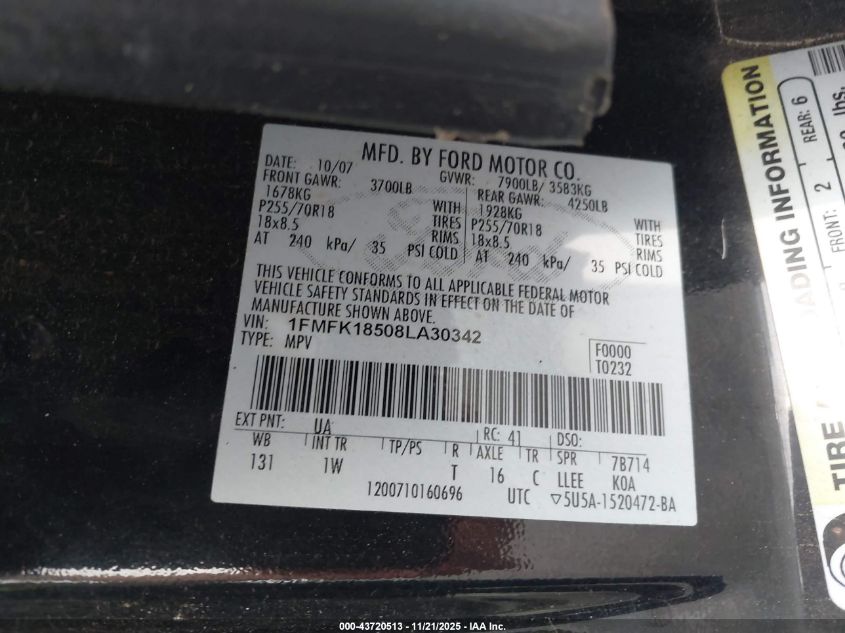 MFD. BY FORD MOTOR CO.
DATE: 10/07 GVWR: 7900LB/ 3583KG
FRONT GAWR: 3700LB REAR GAWR: 4250LB
1678KG WITH 1928KG WITH
P255/70R18 TIRES P255/70R18 TIRES
18x8.5 RIMS 18x8.5 RIMS
AT 240 kPa/ 35 PSI COLD AT 240 kPa/ 35 PSI COLD
THIS VEHICLE CONFORMS TO ALL APPLICABLE FEDERAL MOTOR
VEHICLE SAFETY STANDARDS IN EFFECT ON THE DATE OF
MANUFACTURE SHOWN ABOVE.
VIN: 1FMFK18508LA30342
TYPE: MPV
F0000
T0232
EXT PNT: UA RC: 41 DSO:
WB INT TR TP/PS R AXLE TR SPR 7B714
131 1W T 16 C LLEE K0A
1200710160696 UTC ▽5U5A-1520472-BA
ADING INFORMATION
FRONT: 2 REAR: 6
lbs.
TIRE
000-43720513 - 11/21/2025 - IAA Inc.